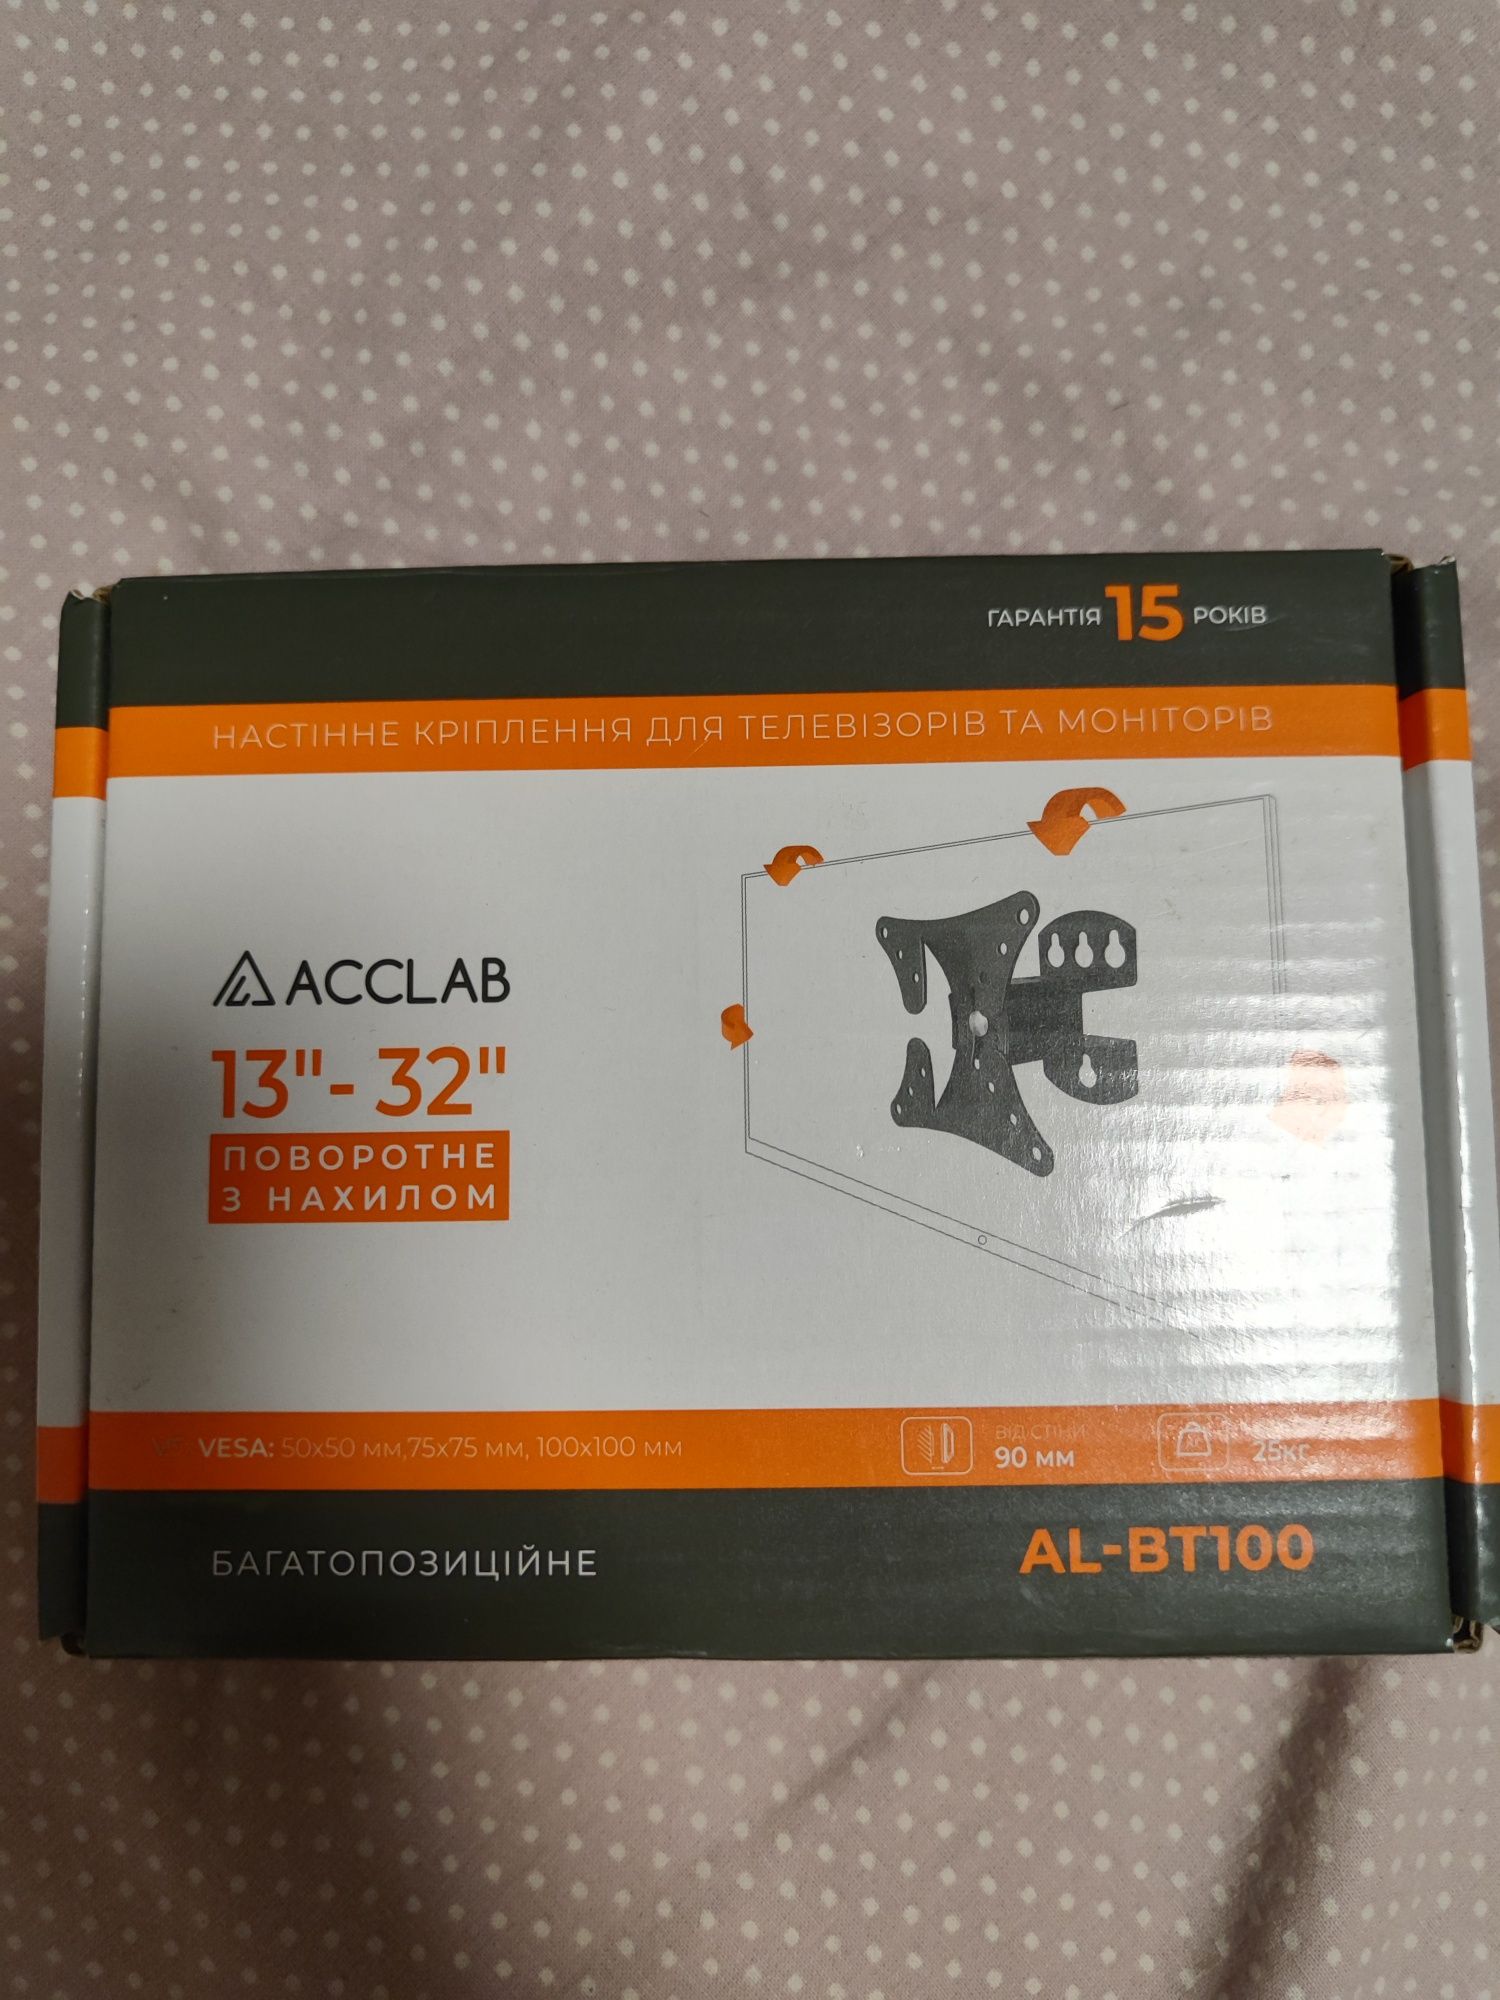 ГАРАНТІЯ 15 РОКІВ
НАСТІННЕ КРІПЛЕННЯ ДЛЯ ТЕЛЕВІЗОРІВ ТА МОНІТОРІВ
ACCLAB
13"- 32"
ПОВОРОТНЕ
З НАХИЛОМ
VESA: 50x50 мм,75x75 мм, 100x100 мм
ВІД СТІНИ
90 мм
25кг
БАГАТОПОЗИЦІЙНЕ
AL-BT100